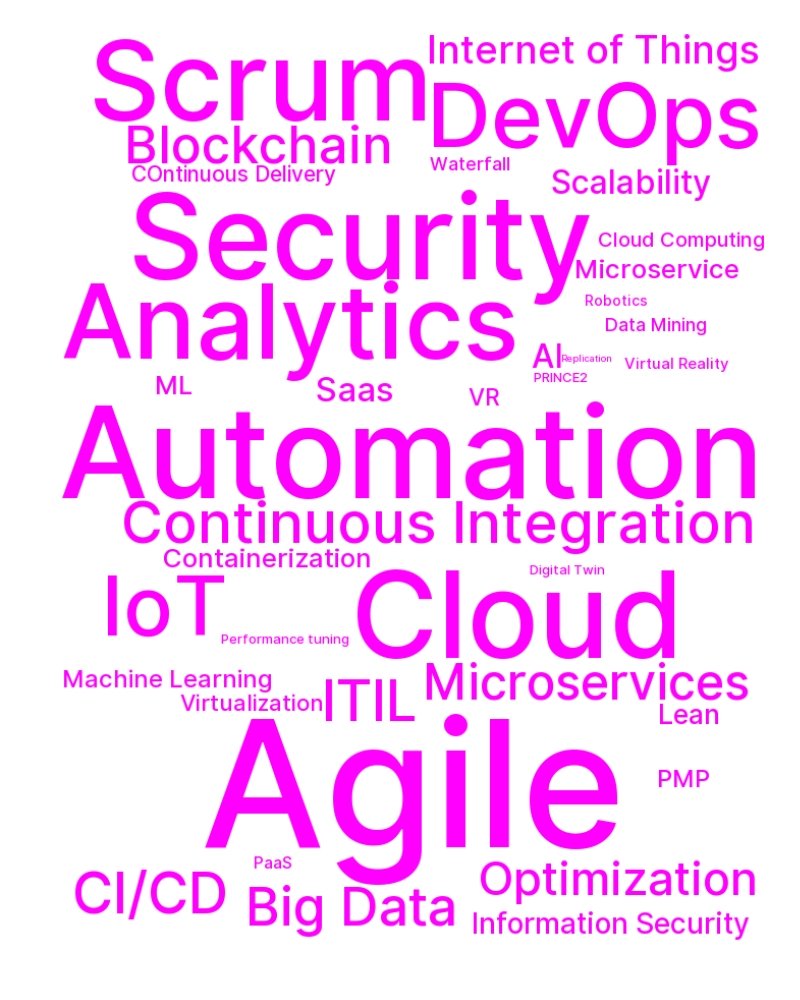 Internet of Things
Scrum
DevOps
Blockchain
Waterfall
COntinuous Delivery
Scalability
Security
Cloud Computing
Microservice
Analytics
Robotics
Data Mining
AI
Replication
Virtual Reality
PRINCE2
ML
Saas
VR
Automation
Continuous Integration
Containerization
Digital Twin
IoT
Cloud
Performance tuning
Machine Learning
Microservices
Virtualization
ITIL
Lean
Agile
PMP
PaaS
CI/CD
Optimization
Big Data
Information Security